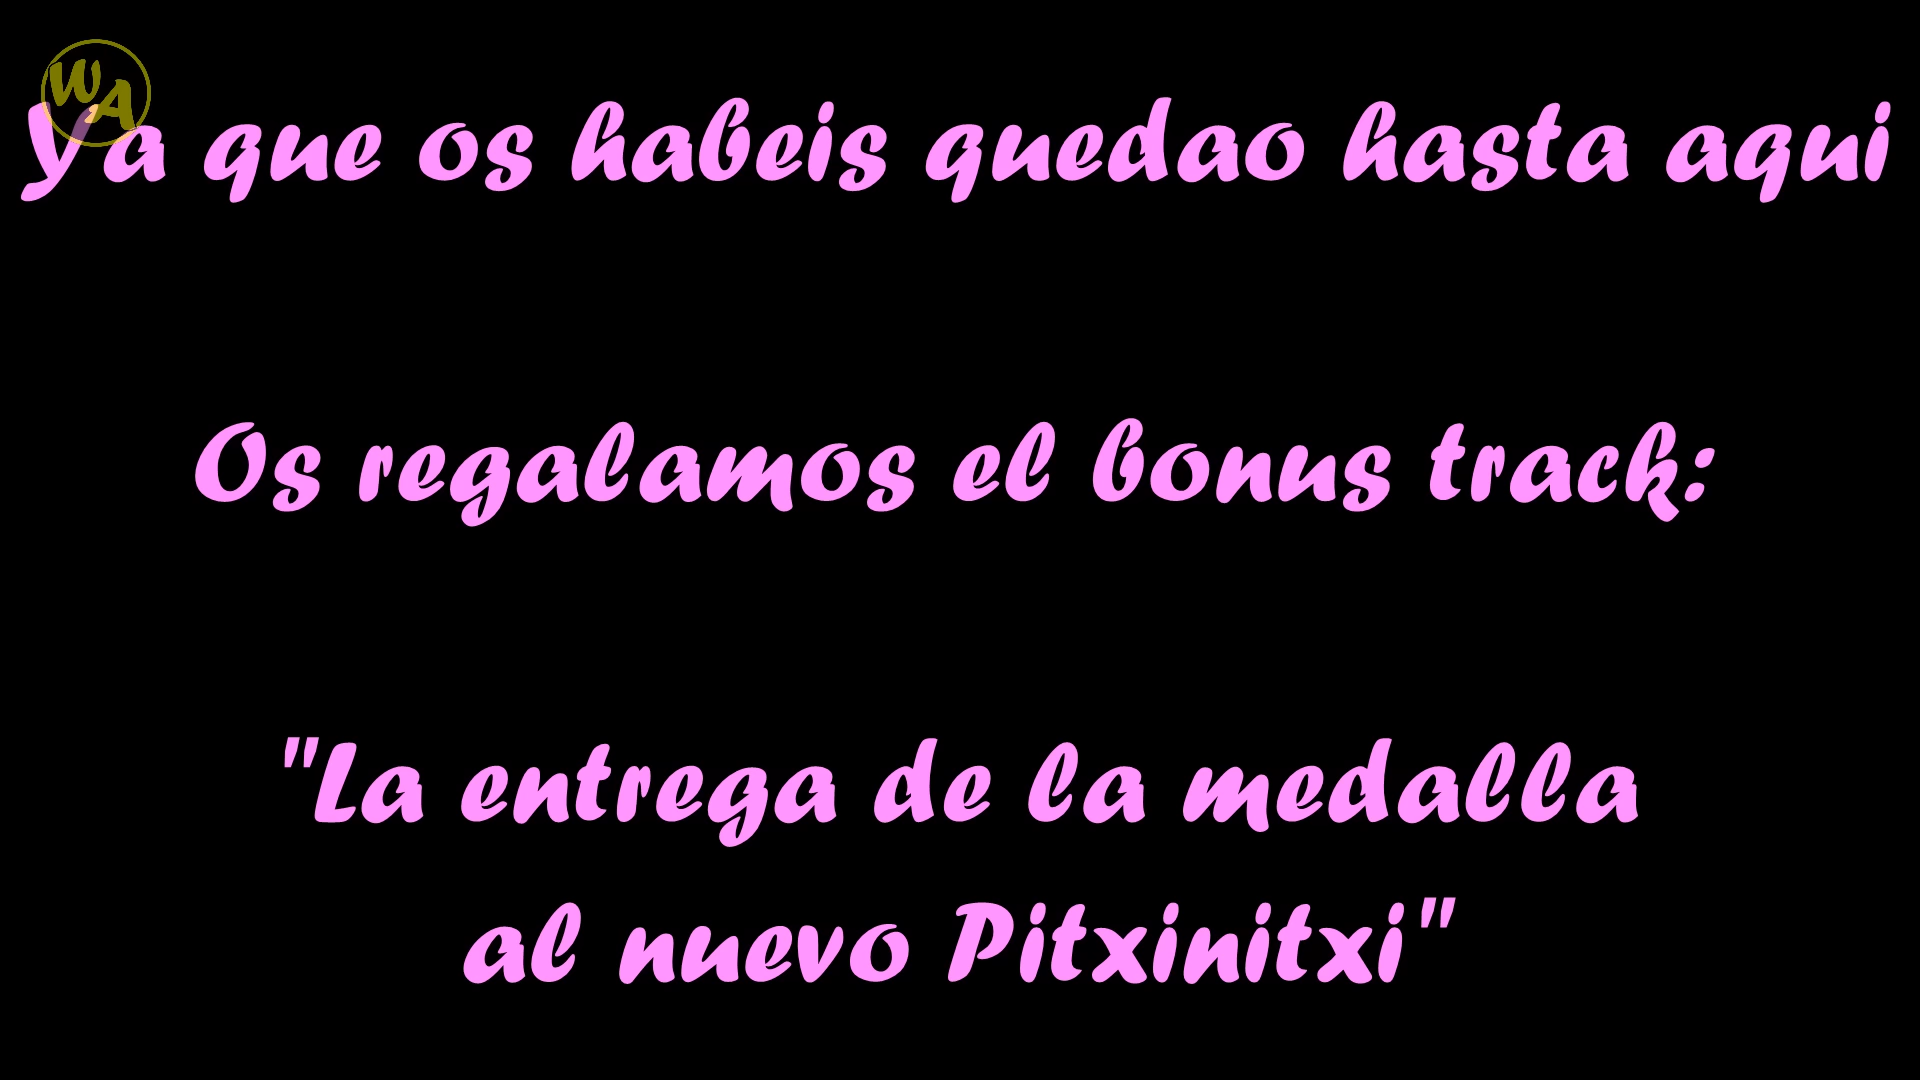 WA
Ya que os habeis quedao hasta aqui
Os regalamos el bonus track:
"La entrega de la medalla
al nuevo Pitxinitxi"